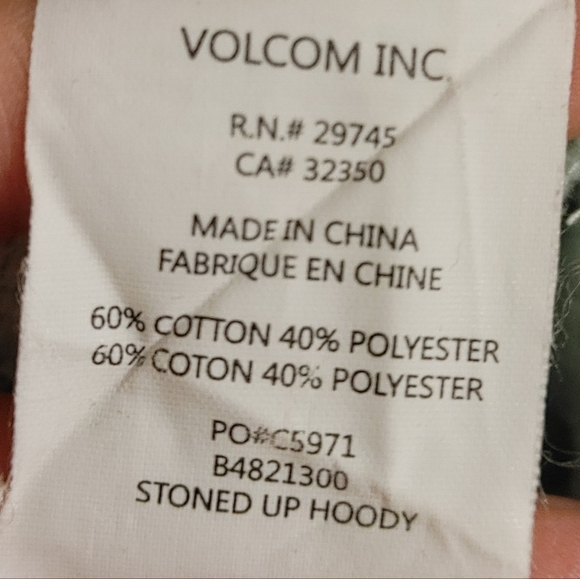 VOLCOM INC.
R.N.# 29745
CA# 32350
MADE IN CHINA
FABRIQUE EN CHINE
60% COTTON 40% POLYESTER
60% COTON 40% POLYESTER
PO#C5971
B4821300
STONED UP HOODY